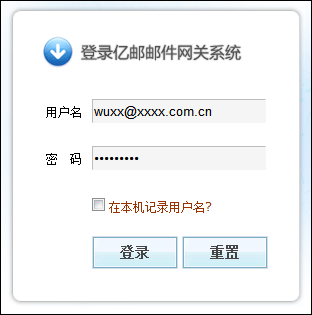 登录亿邮邮件网关系统
用户名 wuxx@xxxx.com.cn
密 码 •••••••••
在本机记录用户名?
登录 重置